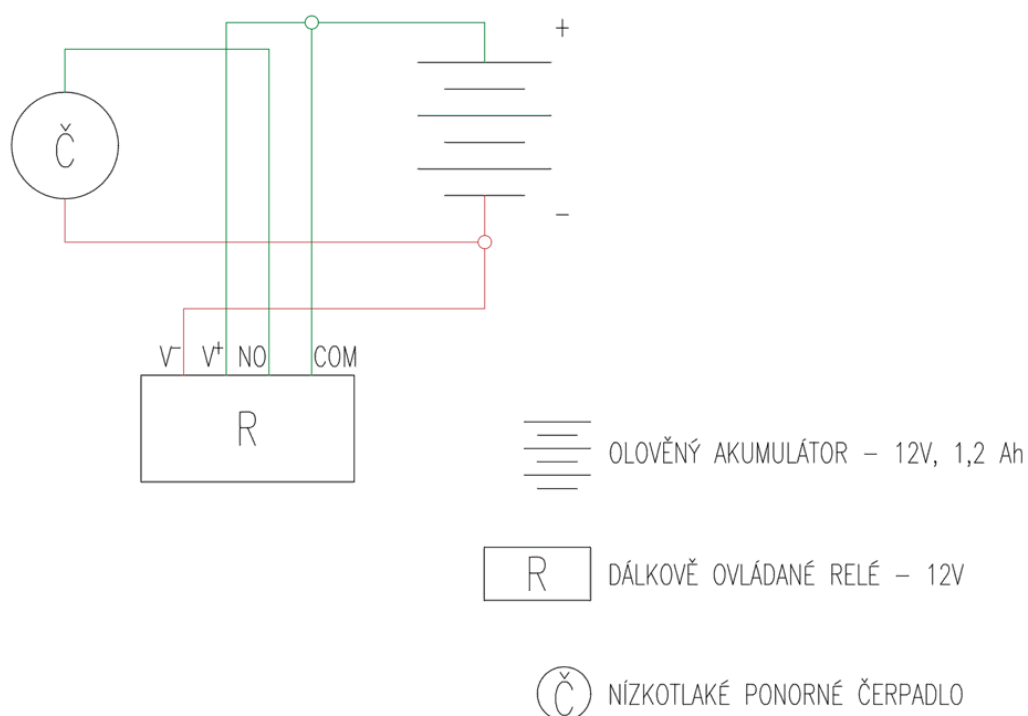 +
Č
–
V– V+ NO COM
R
OLOVĚNÝ AKUMULÁTOR – 12V, 1,2 Ah
R DÁLKOVĚ OVLÁDANÉ RELÉ – 12V
Č NÍZKOTLAKÉ PONORNÉ ČERPADLO